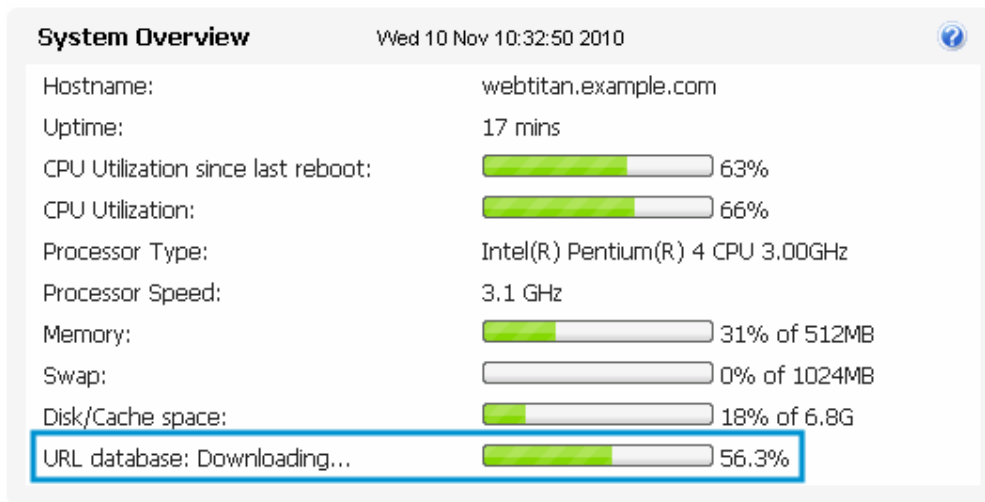 System Overview Wed 10 Nov 10:32:50 2010
Hostname: webtitan.example.com
Uptime: 17 mins
CPU Utilization since last reboot: 63%
CPU Utilization: 66%
Processor Type: Intel(R) Pentium(R) 4 CPU 3.00GHz
Processor Speed: 3.1 GHz
Memory: 31% of 512MB
Swap: 0% of 1024MB
Disk/Cache space: 18% of 6.8G
URL database: Downloading... 56.3%